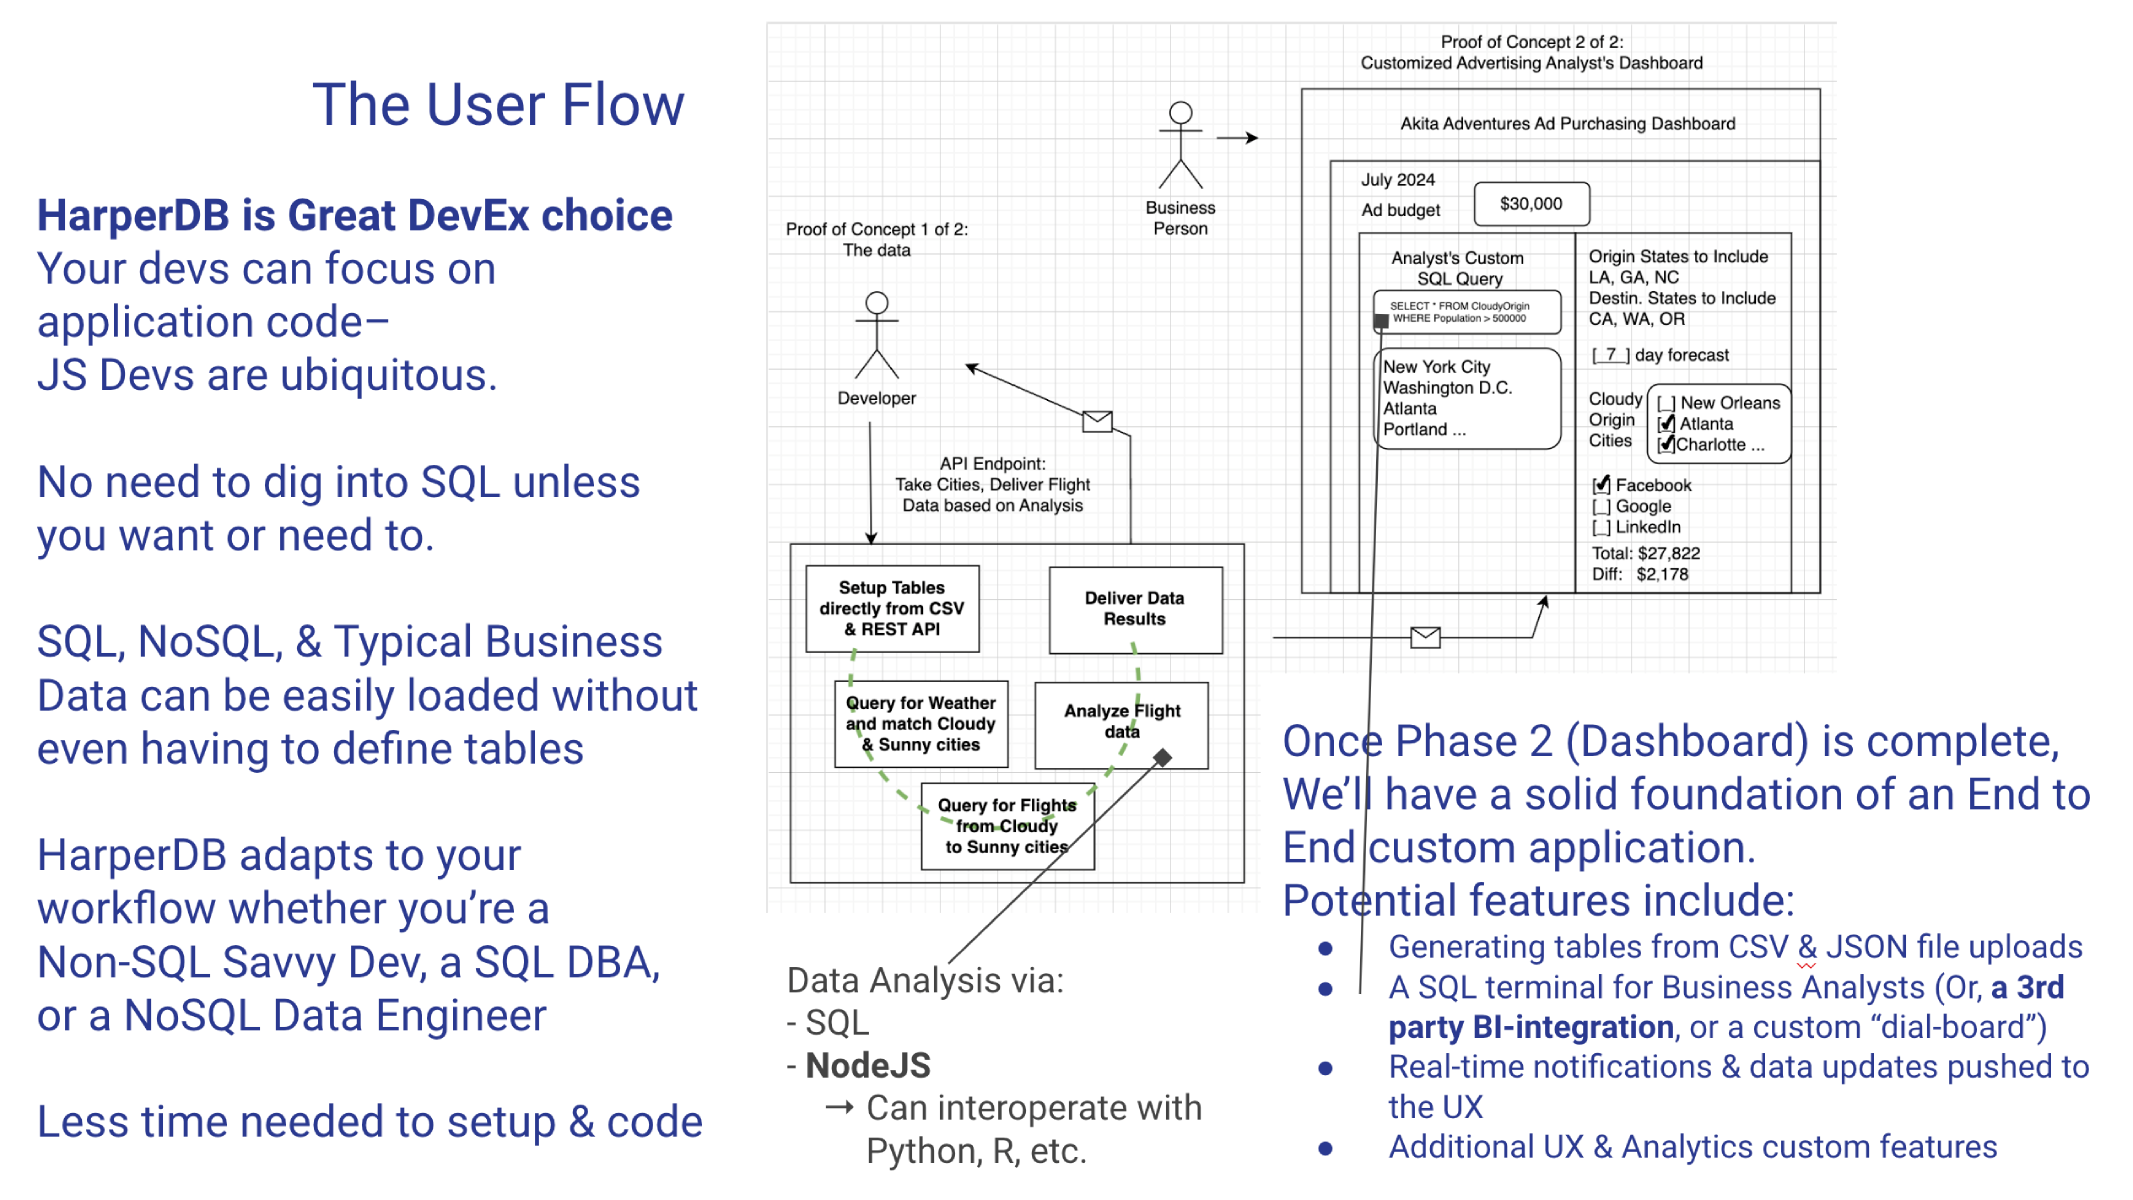 The User Flow
HarperDB is Great DevEx choice
Your devs can focus on
application code–
JS Devs are ubiquitous.
No need to dig into SQL unless
you want or need to.
SQL, NoSQL, & Typical Business
Data can be easily loaded without
even having to define tables
HarperDB adapts to your
workflow whether you’re a
Non-SQL Savvy Dev, a SQL DBA,
or a NoSQL Data Engineer
Less time needed to setup & code
Proof of Concept 1 of 2:
The data
Developer
API Endpoint:
Take Cities, Deliver Flight
Data based on Analysis
Setup Tables
directly from CSV
& REST API
Query for Weather
and match Cloudy
& Sunny cities
Query for Flights
from Cloudy
to Sunny cities
Analyze Flight
data
Deliver Data
Results
Data Analysis via:
- SQL
- NodeJS
→ Can interoperate with
Python, R, etc.
Business
Person
Proof of Concept 2 of 2:
Customized Advertising Analyst's Dashboard
Akita Adventures Ad Purchasing Dashboard
July 2024
Ad budget
$30,000
Analyst's Custom
SQL Query
SELECT * FROM CloudyOrigin
WHERE Population > 500000
New York City
Washington D.C.
Atlanta
Portland ...
Origin States to Include
LA, GA, NC
Destin. States to Include
CA, WA, OR
[_7_] day forecast
Cloudy
Origin
Cities
[_] New Orleans
[✓] Atlanta
[✓]Charlotte ...
[✓] Facebook
[_] Google
[_] LinkedIn
Total: $27,822
Diff: $2,178
Once Phase 2 (Dashboard) is complete,
We’ll have a solid foundation of an End to
End custom application.
Potential features include:
● Generating tables from CSV & JSON file uploads
● A SQL terminal for Business Analysts (Or, a 3rd
party BI-integration, or a custom “dial-board”)
● Real-time notifications & data updates pushed to
the UX
● Additional UX & Analytics custom features